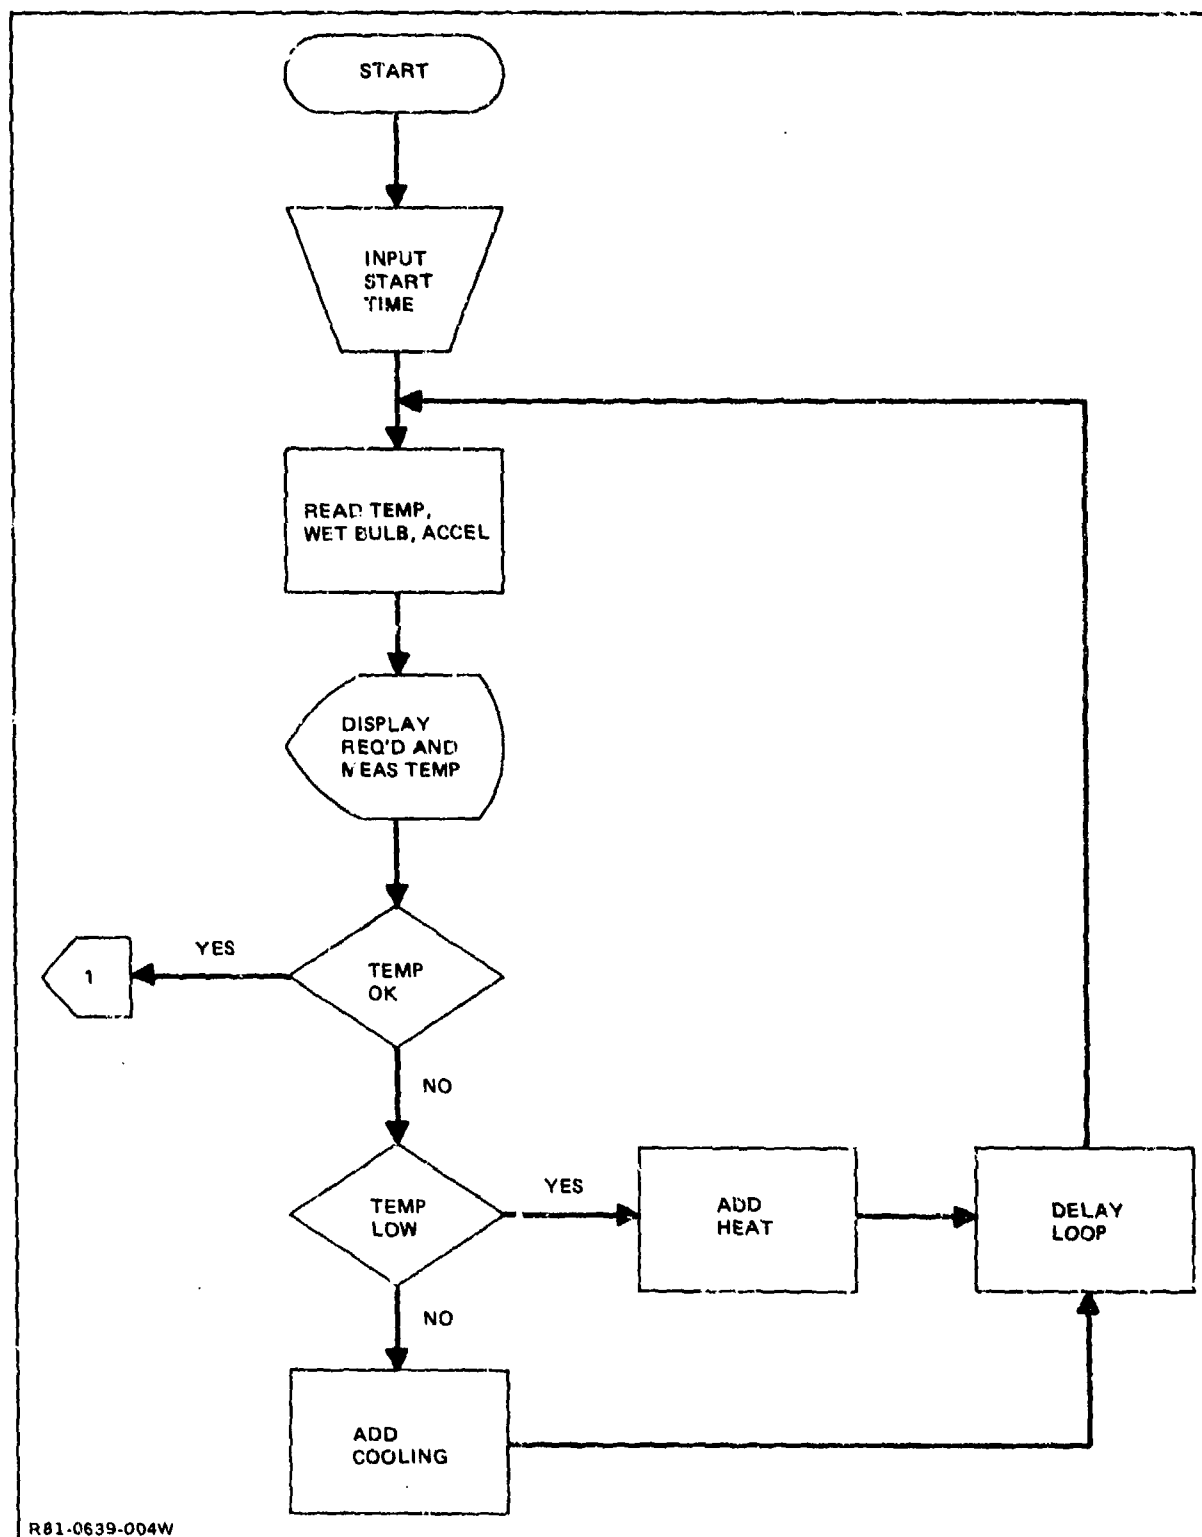 START
INPUT
START
TIME
READ TEMP,
WET BULB, ACCEL
DISPLAY
REQ'D AND
MEAS TEMP
YES
1
TEMP
OK
NO
TEMP
LOW
YES
ADD
HEAT
DELAY
LOOP
NO
ADD
COOLING
R81-0639-004W